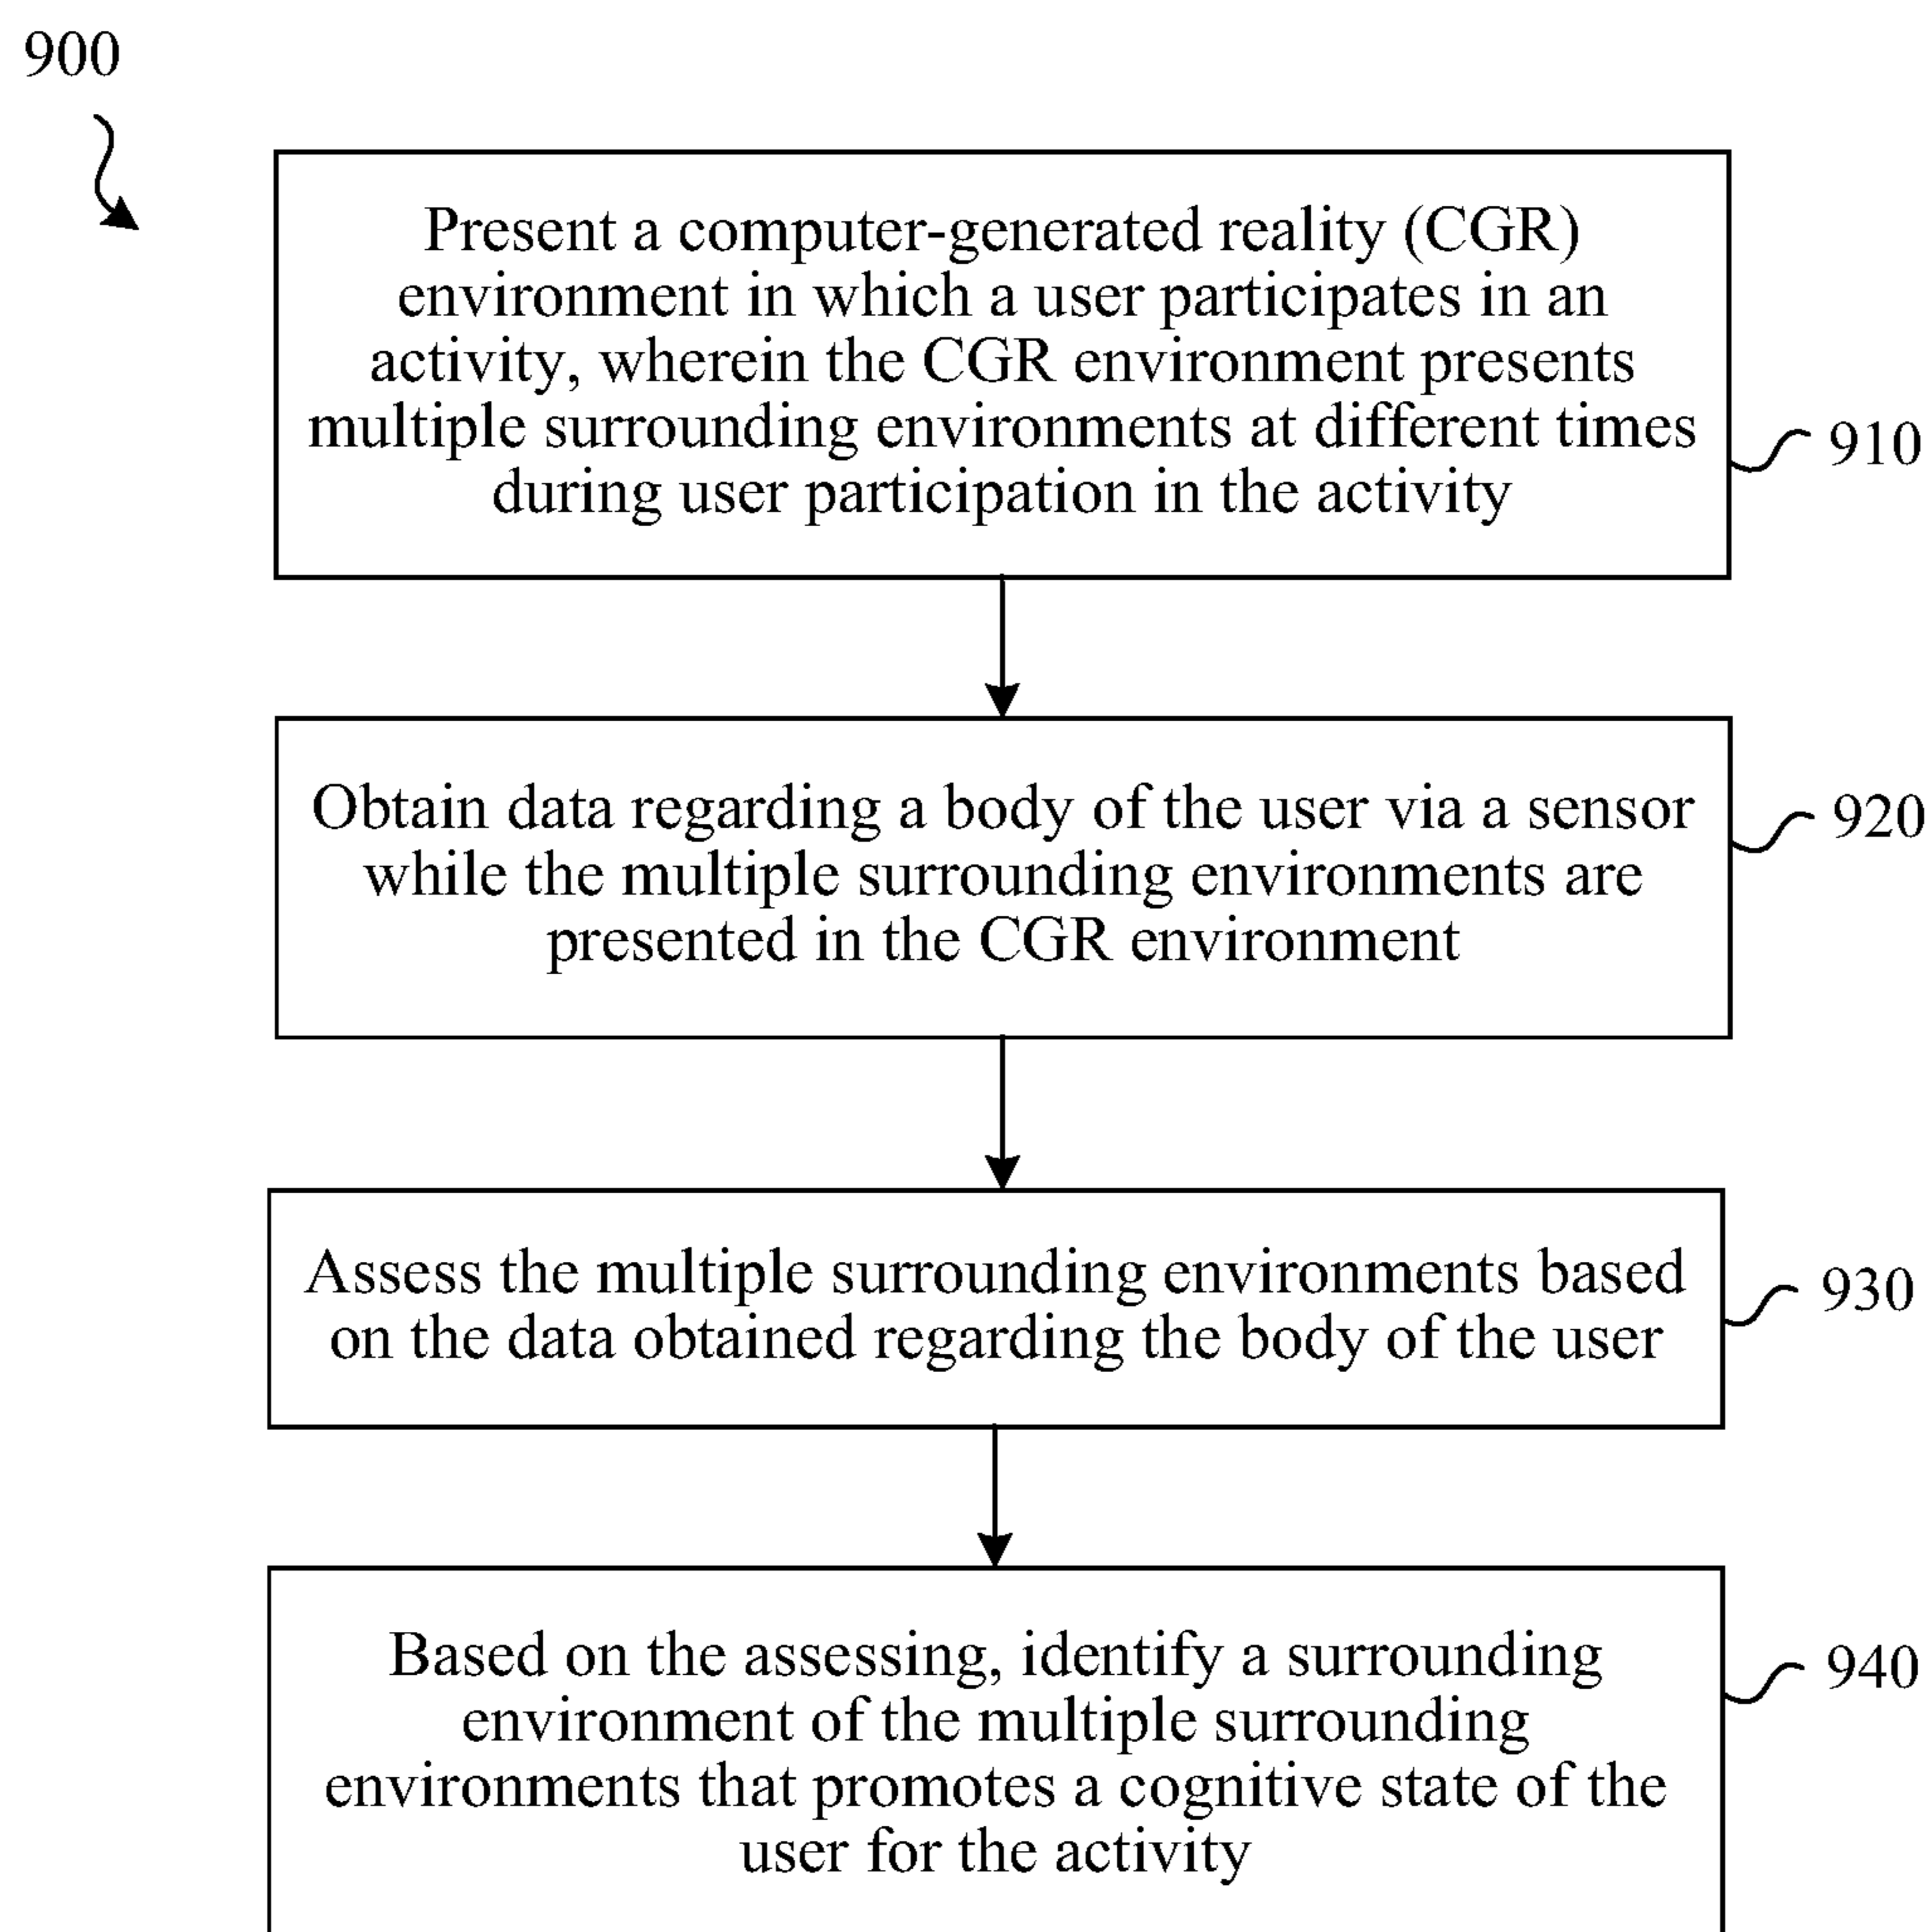 900
Present a computer-generated reality (CGR)
environment in which a user participates in an
activity, wherein the CGR environment presents
multiple surrounding environments at different times
during user participation in the activity
910
Obtain data regarding a body of the user via a sensor
while the multiple surrounding environments are
presented in the CGR environment
920
Assess the multiple surrounding environments based
on the data obtained regarding the body of the user
930
Based on the assessing, identify a surrounding
environment of the multiple surrounding
environments that promotes a cognitive state of the
user for the activity
940